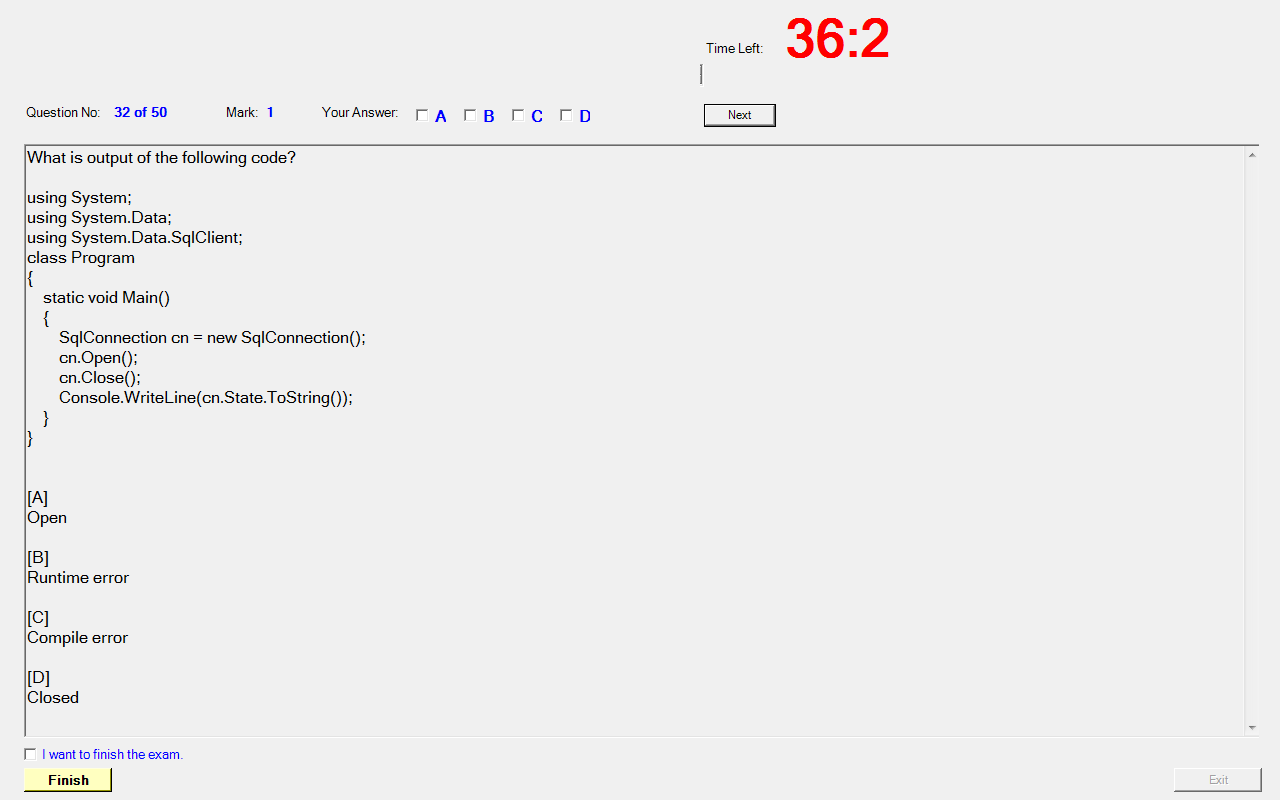 Time Left: 36:2
Question No: 32 of 50 Mark: 1 Your Answer: A B C D Next
What is output of the following code?
using System;
using System.Data;
using System.Data.SqlClient;
class Program
{
static void Main()
{
SqlConnection cn = new SqlConnection();
cn.Open();
cn.Close();
Console.WriteLine(cn.State.ToString());
}
}
[A]
Open
[B]
Runtime error
[C]
Compile error
[D]
Closed
I want to finish the exam.
Finish Exit